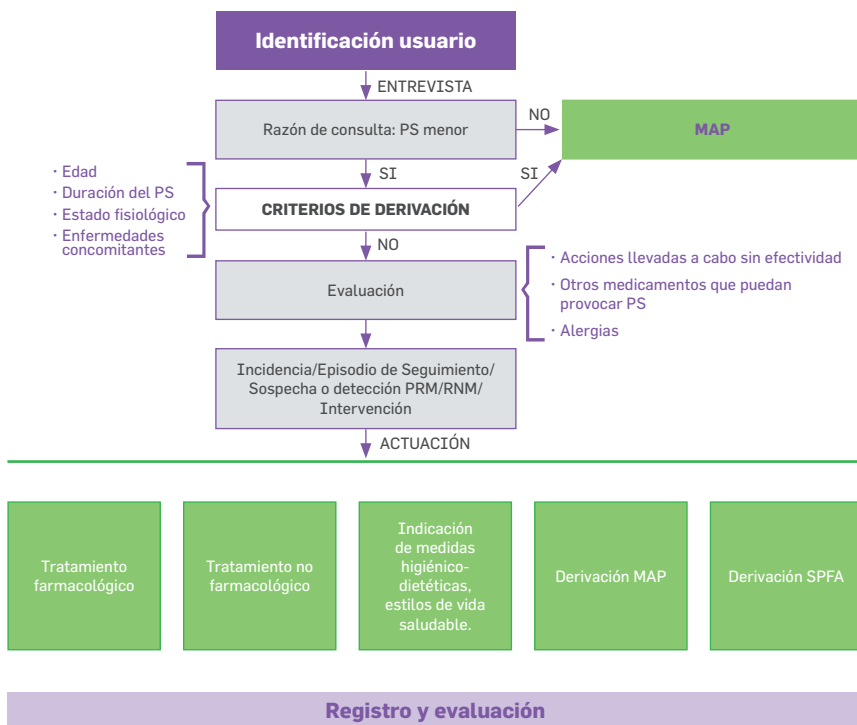 Identificación usuario
ENTREVISTA
Razón de consulta: PS menor
NO
MAP
SI
SI
· Edad
· Duración del PS
· Estado fisiológico
· Enfermedades
concomitantes
CRITERIOS DE DERIVACIÓN
NO
Evaluación
· Acciones llevadas a cabo sin efectividad
· Otros medicamentos que puedan
provocar PS
· Alergias
Incidencia/Episodio de Seguimiento/
Sospecha o detección PRM/RNM/
Intervención
ACTUACIÓN
Tratamiento
farmacológico
Tratamiento no
farmacológico
Indicación
de medidas
higiénico-
dietéticas,
estilos de vida
saludable.
Derivación MAP
Derivación SPFA
Registro y evaluación